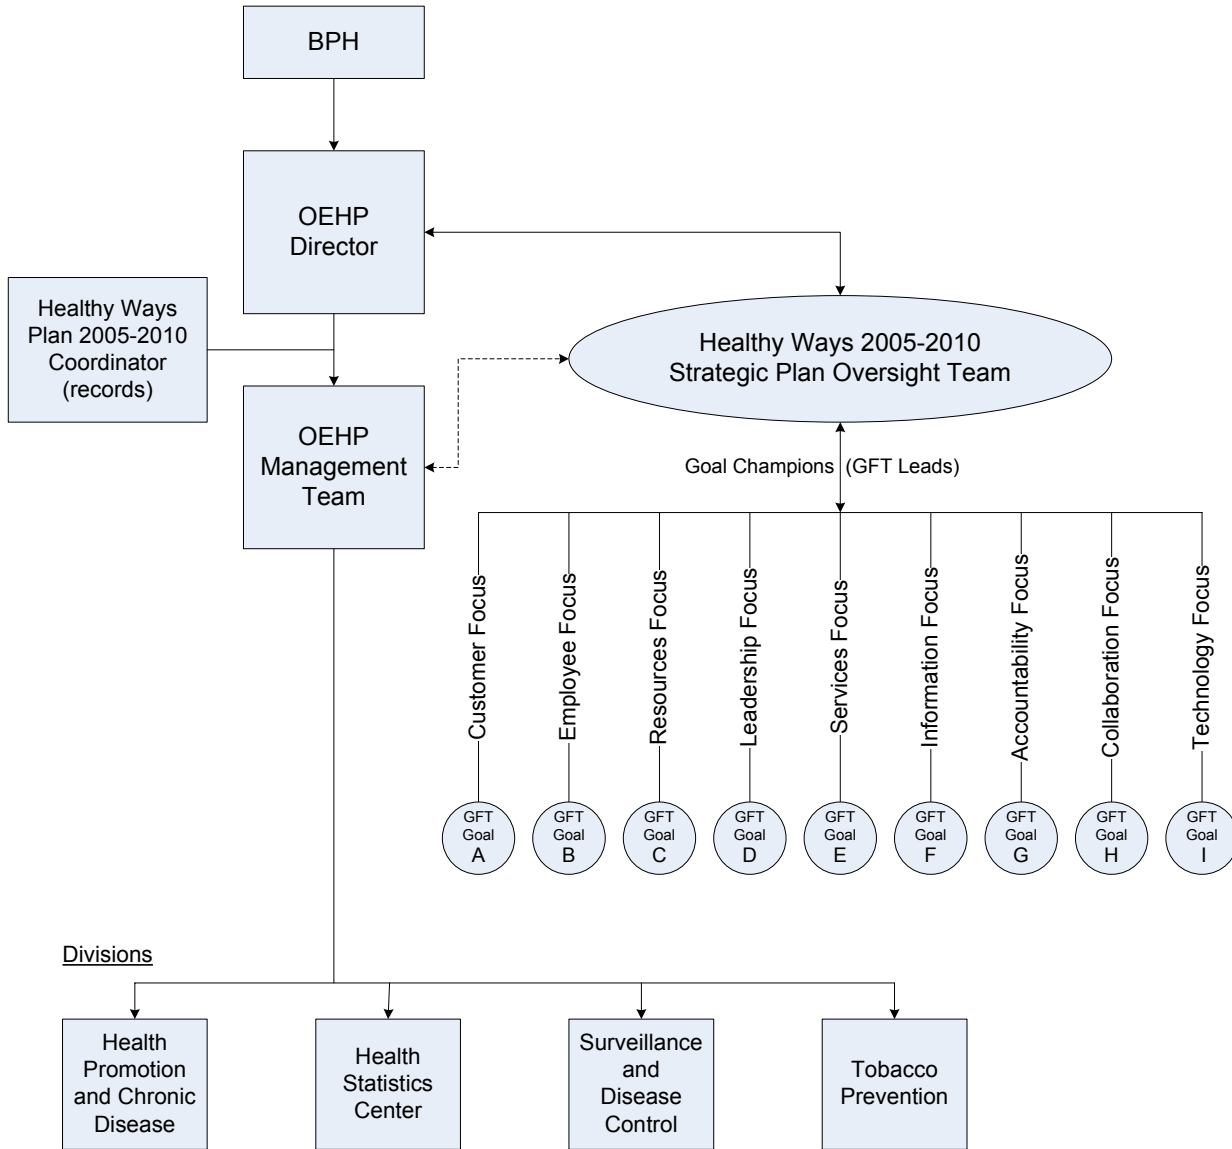 BPH
OEHP
Director
Healthy Ways
Plan 2005-2010
Coordinator
(records)
Healthy Ways 2005-2010
Strategic Plan Oversight Team
OEHP
Management
Team
Goal Champions (GFT Leads)
Customer Focus
Employee Focus
Resources Focus
Leadership Focus
Services Focus
Information Focus
Accountability Focus
Collaboration Focus
Technology Focus
GFT
Goal
A
GFT
Goal
B
GFT
Goal
C
GFT
Goal
D
GFT
Goal
E
GFT
Goal
F
GFT
Goal
G
GFT
Goal
H
GFT
Goal
I
Divisions
Health
Promotion
and Chronic
Disease
Health
Statistics
Center
Surveillance
and
Disease
Control
Tobacco
Prevention